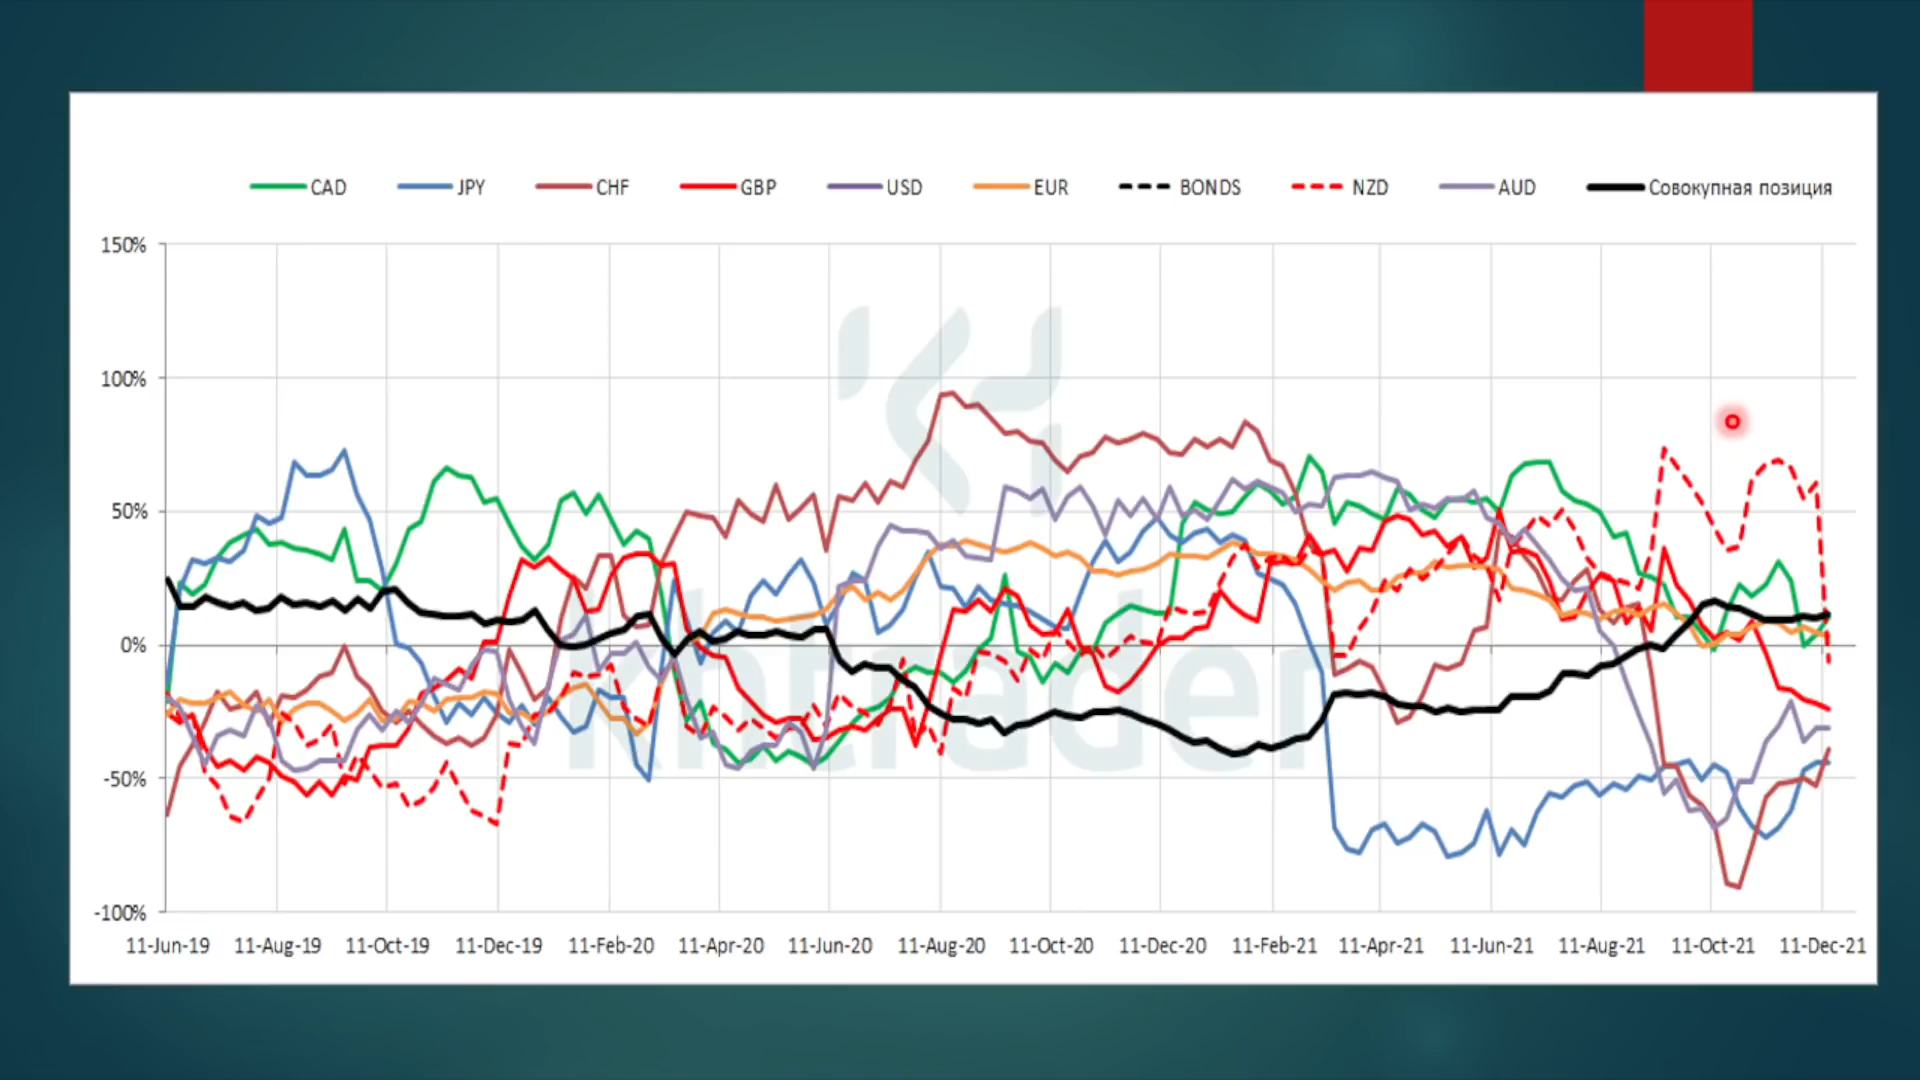 CAD JPY CHF GBP USD EUR BONDS NZD AUD Совокупная позиция
150%
100%
50%
0%
-50%
-100%
khtrader
11-Jun-19 11-Aug-19 11-Oct-19 11-Dec-19 11-Feb-20 11-Apr-20 11-Jun-20 11-Aug-20 11-Oct-20 11-Dec-20 11-Feb-21 11-Apr-21 11-Jun-21 11-Aug-21 11-Oct-21 11-Dec-21